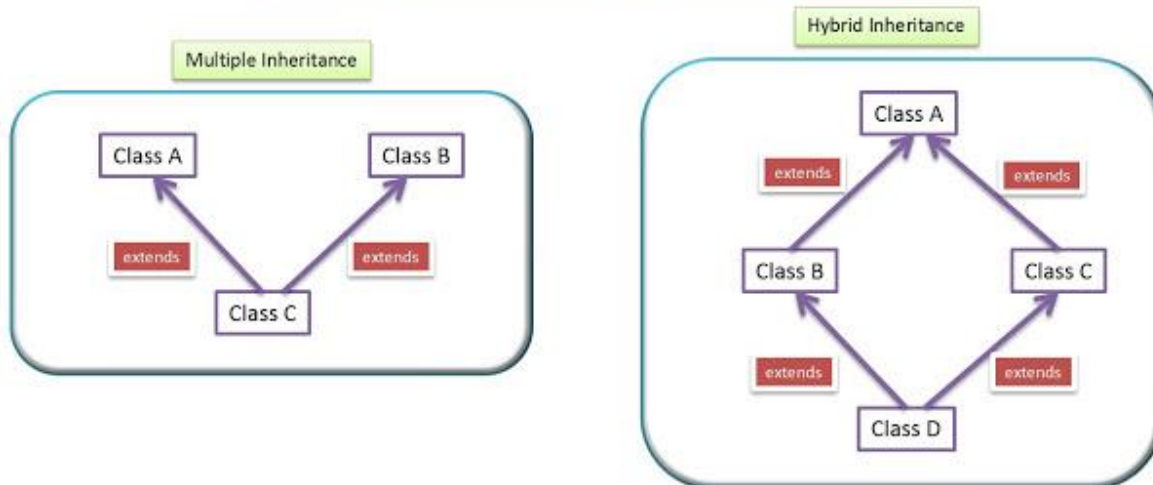 Multiple Inheritance
Class A
Class B
extends
extends
Class C
Hybrid Inheritance
Class A
extends
extends
Class B
Class C
extends
extends
Class D